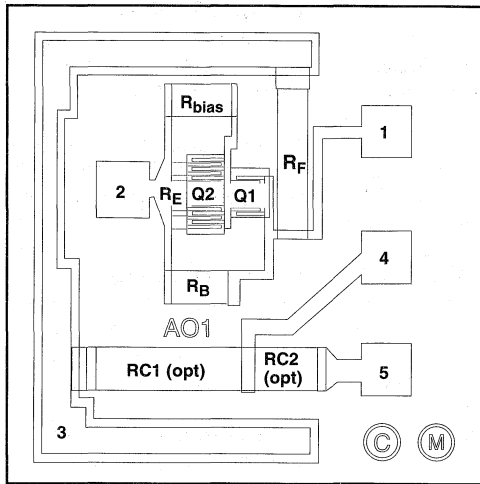 R_bias
1
R_F
2
R_E
Q2
Q1
4
R_B
AO1
RC1 (opt)
RC2
(opt)
5
3
C
M